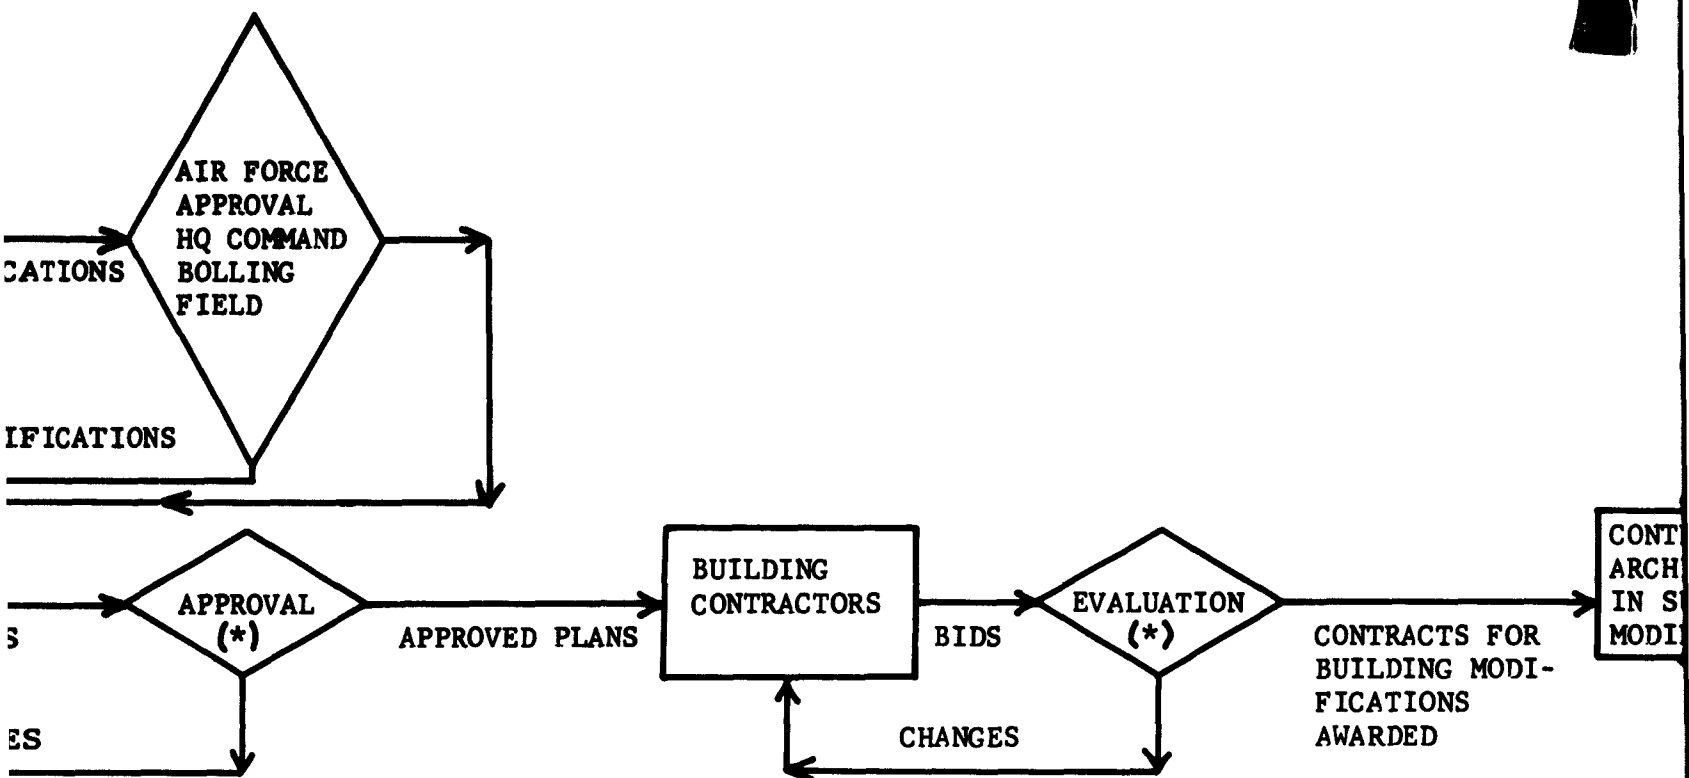 AIR FORCE
APPROVAL
HQ COMMAND
BOLLING
FIELD
CATIONS
IFICATIONS
APPROVAL
(*)
S
ES
APPROVED PLANS
BUILDING
CONTRACTORS
BIDS
EVALUATION
(*)
CHANGES
CONTRACTS FOR
BUILDING MODI-
FICATIONS
AWARDED
CONT
ARCH
IN S
MODI